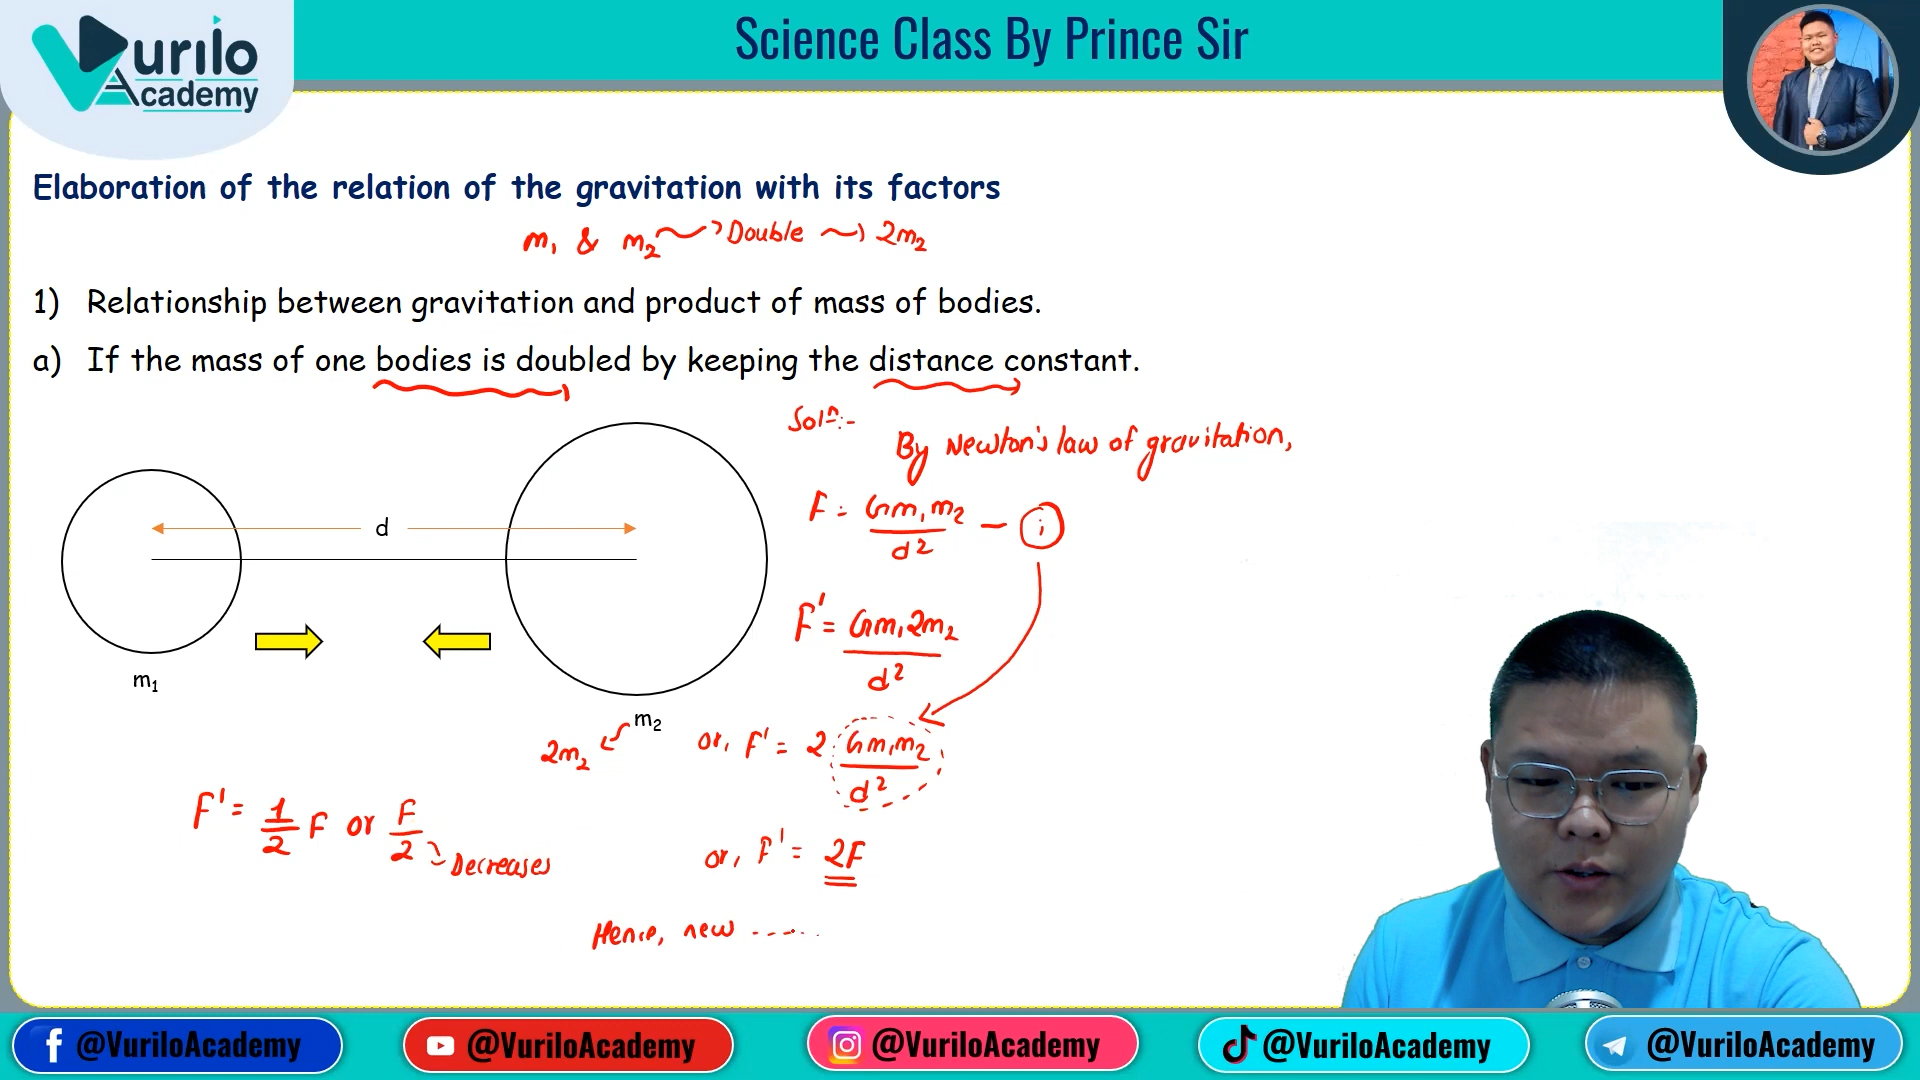 Vurilo
Academy
Science Class By Prince Sir
Elaboration of the relation of the gravitation with its factors
m₁ & m₂ ⇝ Double ⇝ 2m₂
1) Relationship between gravitation and product of mass of bodies.
a) If the mass of one bodies is doubled by keeping the distance constant.
Solⁿ:-
By Newton's law of gravitation,
F = Gm₁m₂/d² — (i)
d
F' = Gm₁2m₂/d²
m₁
m₂
2m₂
or, F' = 2 Gm₁m₂/d²
F' = 1/2 F or F/2 → Decreases
or, F' = 2F
Hence, new ......
@VuriloAcademy
@VuriloAcademy
@VuriloAcademy
@VuriloAcademy
@VuriloAcademy